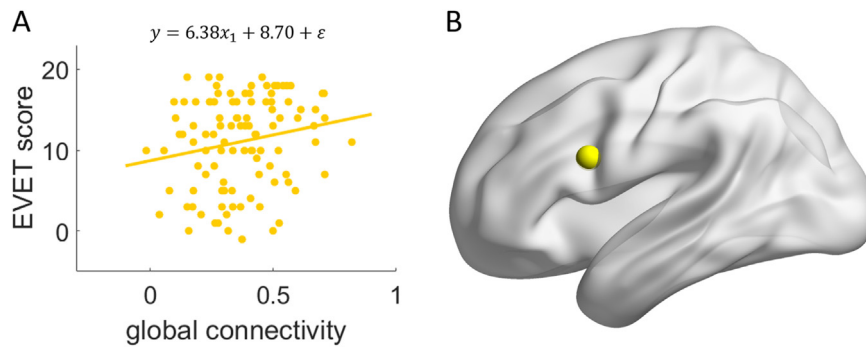 A
y = 6.38x₁ + 8.70 + ε
20
10
0
EVET score
0
0.5
1
global connectivity
B